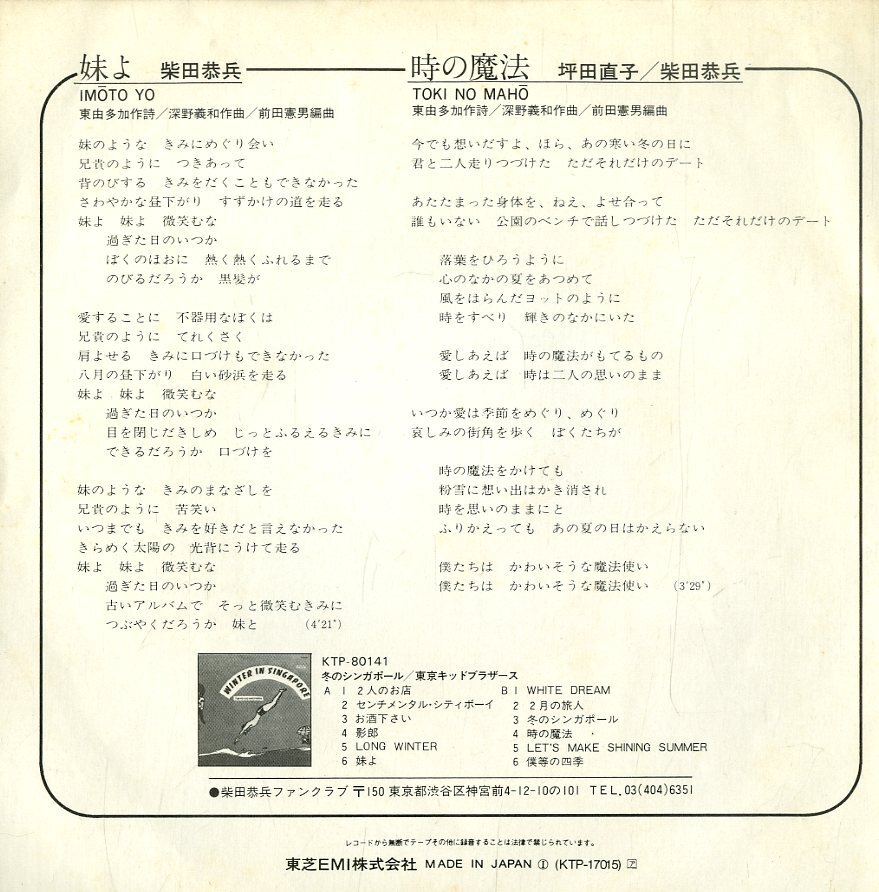 妹よ 柴田恭兵
IMŌTO YO
東由多加作詩／深野義和作曲／前田憲男編曲
妹のような きみにめぐり会い
兄貴のように つきあって
背のびする きみをだくこともできなかった
さわやかな昼下がり すずかけの道を走る
妹よ 妹よ 微笑むな
過ぎた日のいつか
ぼくのほおに 熱く熱くふれるまで
のびるだろうか 黒髪が
愛することに 不器用なぼくは
兄貴のように てれくさく
肩よせる きみに口づけもできなかった
八月の昼下がり 白い砂浜を走る
妹よ 妹よ 微笑むな
過ぎた日のいつか
目を閉じだきしめ じっとふるえるきみに
できるだろうか 口づけを
妹のような きみのまなざしを
兄貴のように 苦笑い
いつまでも きみを好きだと言えなかった
きらめく太陽の 光背にうけて走る
妹よ 妹よ 微笑むな
過ぎた日のいつか
古いアルバムで そっと微笑むきみに
つぶやくだろうか 妹と (4'21")
時の魔法 坪田直子／柴田恭兵
TOKI NO MAHŌ
東由多加作詩／深野義和作曲／前田憲男編曲
今でも想いだすよ、ほら、あの寒い冬の日に
君と二人走りつづけた ただそれだけのデート
あたたまった身体を、ねえ、よせ合って
誰もいない 公園のベンチで話しつづけた ただそれだけのデート
落葉をひろうように
心のなかの夏をあつめて
風をはらんだヨットのように
時をすべり 輝きのなかにいた
愛しあえば 時の魔法がもてるもの
愛しあえば 時は二人の思いのまま
いつか愛は季節をめぐり、めぐり
哀しみの街角を歩く ぼくたちが
時の魔法をかけても
粉雪に想い出はかき消され
時を思いのままにと
ふりかえっても あの夏の日はかえらない
僕たちは かわいそうな魔法使い
僕たちは かわいそうな魔法使い (3'29")
WINTER IN SINGAPORE
KTP-80141
冬のシンガポール／東京キッドブラザース
A 1 2人のお店
2 センチメンタル・シティボーイ
3 お酒下さい
4 影郎
5 LONG WINTER
6 妹よ
B 1 WHITE DREAM
2 2月の旅人
3 冬のシンガポール
4 時の魔法
5 LET'S MAKE SHINING SUMMER
6 僕等の四季
●柴田恭兵ファンクラブ 〒150 東京都渋谷区神宮前4-12-10の101 TEL.03(404)6351
レコードから無断でテープその他に録音することは法律で禁じられています。
東芝EMI株式会社 MADE IN JAPAN Ⓘ (KTP-17015) ア